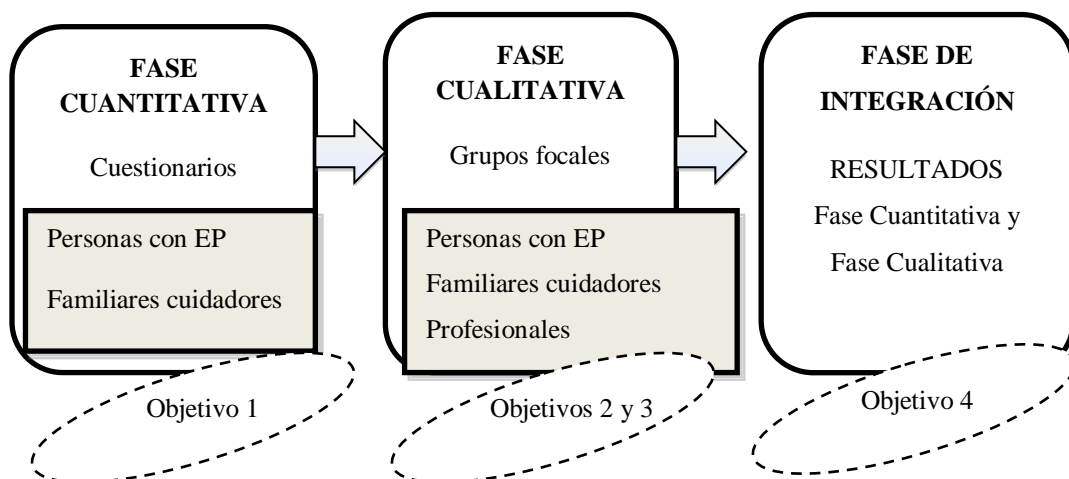 FASE
CUANTITATIVA
Cuestionarios
Personas con EP
Familiares cuidadores
Objetivo 1
FASE
CUALITATIVA
Grupos focales
Personas con EP
Familiares cuidadores
Profesionales
Objetivos 2 y 3
FASE DE
INTEGRACIÓN
RESULTADOS
Fase Cuantitativa y
Fase Cualitativa
Objetivo 4